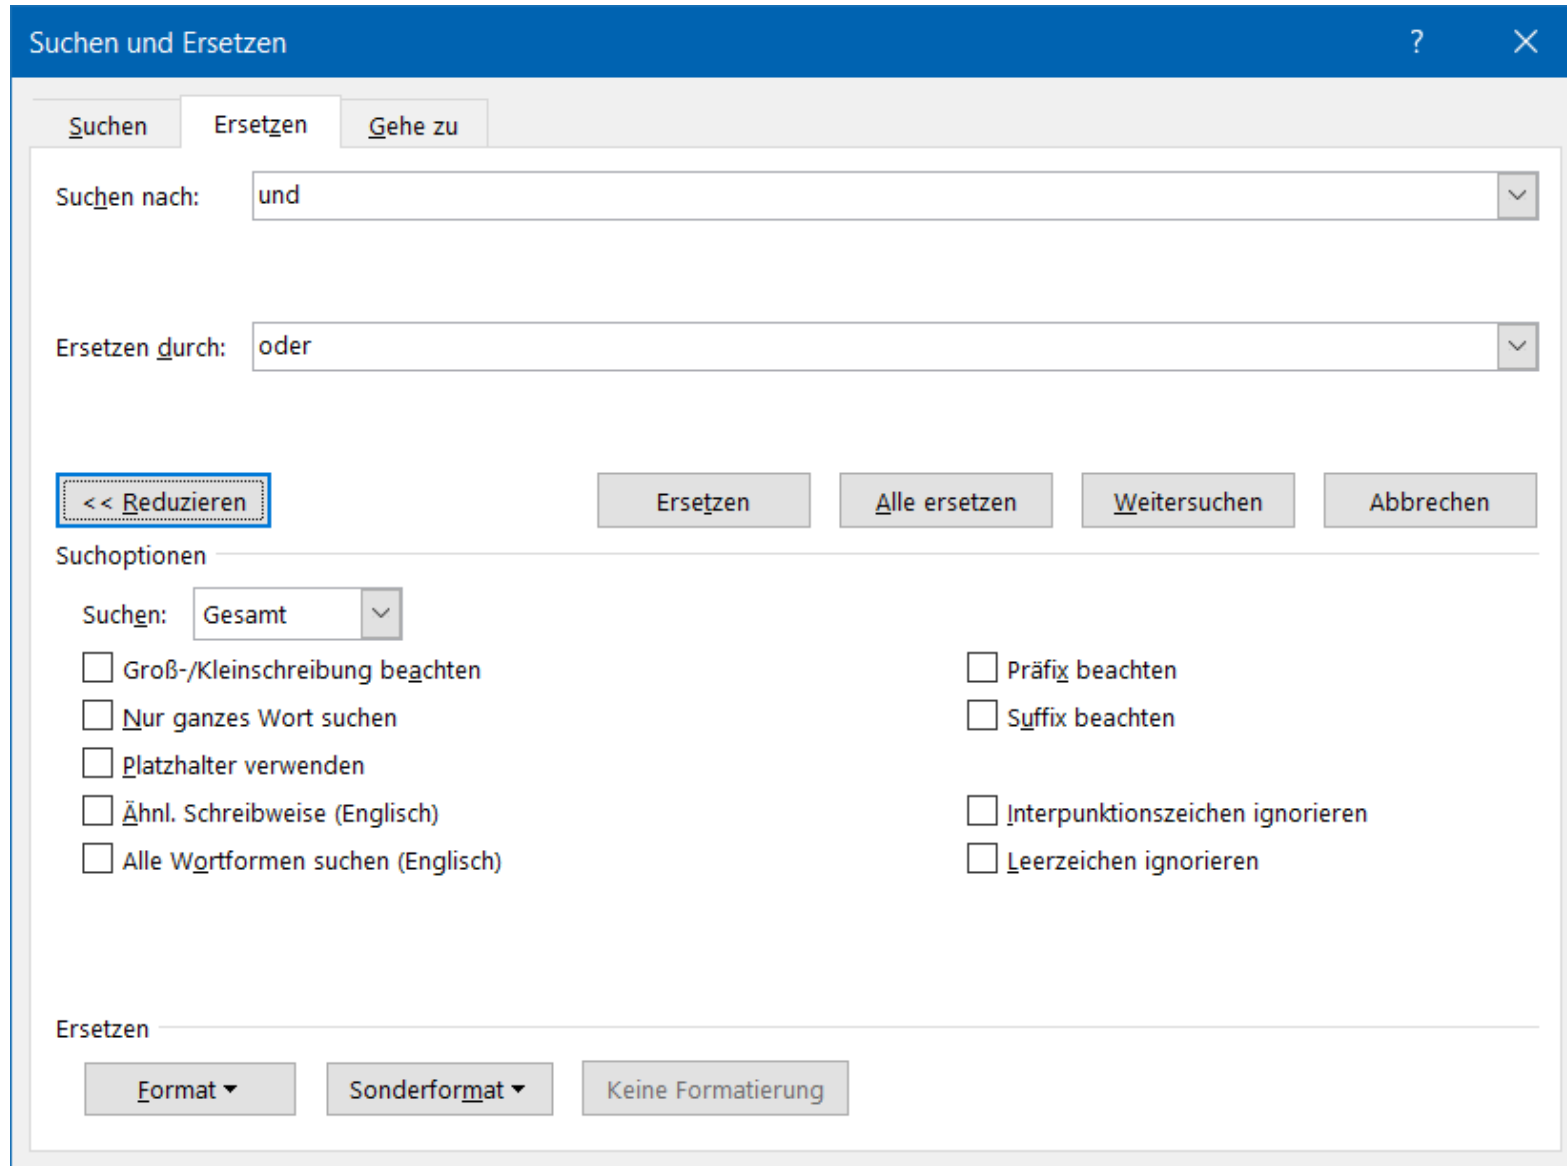 Suchen und Ersetzen ?
Suchen Ersetzen Gehe zu
Suchen nach: und
Ersetzen durch: oder
<< Reduzieren Ersetzen Alle ersetzen Weitersuchen Abbrechen
Suchoptionen
Suchen: Gesamt
Groß-/Kleinschreibung beachten Präfix beachten
Nur ganzes Wort suchen Suffix beachten
Platzhalter verwenden
Ähnl. Schreibweise (Englisch) Interpunktionszeichen ignorieren
Alle Wortformen suchen (Englisch) Leerzeichen ignorieren
Ersetzen
Format Sonderformat Keine Formatierung